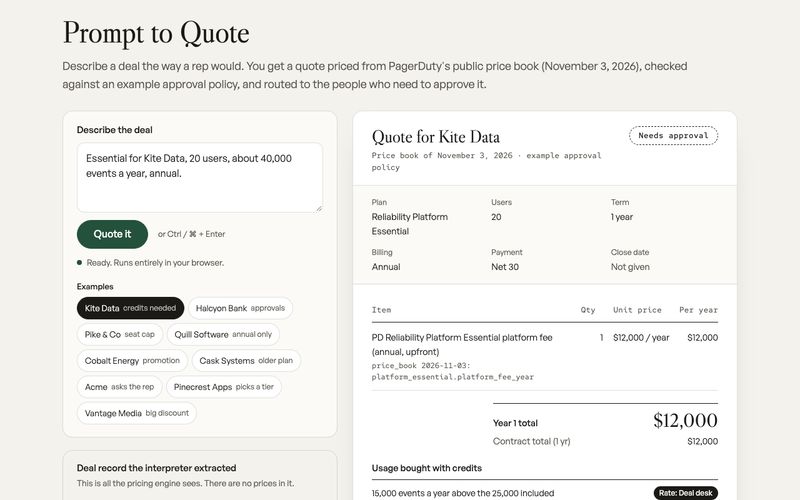 Prompt to Quote
Describe a deal the way a rep would. You get a quote priced from PagerDuty's public price book (November 3, 2026), checked
against an example approval policy, and routed to the people who need to approve it.
Describe the deal
Essential for Kite Data, 20 users, about 40,000
events a year, annual.
Quote it
or Ctrl / ⌘ + Enter
Ready. Runs entirely in your browser.
Examples
Kite Data credits needed
Halcyon Bank approvals
Pike & Co seat cap
Quill Software annual only
Cobalt Energy promotion
Cask Systems older plan
Acme asks the rep
Pinecrest Apps picks a tier
Vantage Media big discount
Deal record the interpreter extracted
This is all the pricing engine sees. There are no prices in it.
Quote for Kite Data
Needs approval
Price book of November 3, 2026 · example approval
policy
Plan Users Term
Reliability Platform 20 1 year
Essential
Billing Payment Close date
Annual Net 30 Not given
Item Qty Unit price Per year
PD Reliability Platform Essential platform fee 1 $12,000 / year $12,000
(annual, upfront)
price_book 2026-11-03:
platform_essential.platform_fee_year
Year 1 total $12,000
Contract total (1 yr) $12,000
Usage bought with credits
15,000 events a year above the 25,000 included Rate: Deal desk